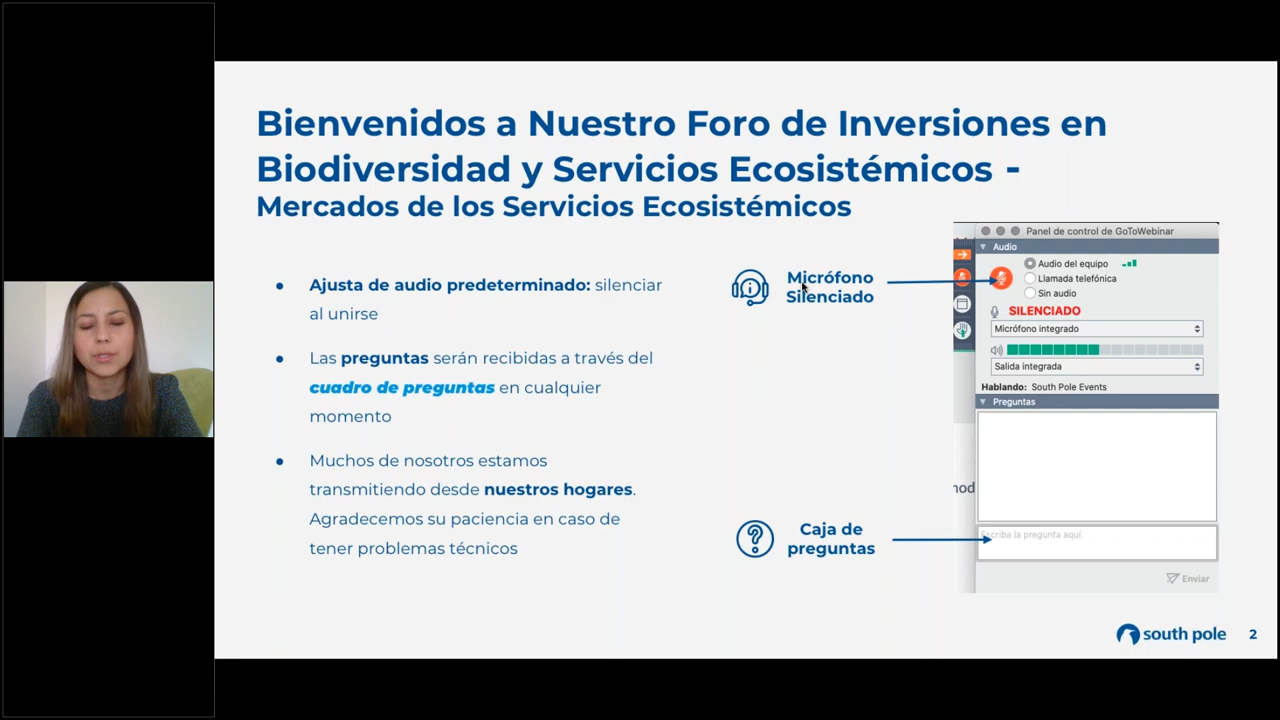 Bienvenidos a Nuestro Foro de Inversiones en
Biodiversidad y Servicios Ecosistémicos -
Mercados de los Servicios Ecosistémicos
● Ajusta de audio predeterminado: silenciar
al unirse
● Las preguntas serán recibidas a través del
cuadro de preguntas en cualquier
momento
● Muchos de nosotros estamos
transmitiendo desde nuestros hogares.
Agradecemos su paciencia en caso de
tener problemas técnicos
Micrófono
Silenciado
Caja de
preguntas
Panel de control de GoToWebinar
Audio
Audio del equipo
Llamada telefónica
Sin audio
SILENCIADO
Micrófono integrado
Salida integrada
Hablando: South Pole Events
Preguntas
Escriba la pregunta aquí.
Enviar
south pole
2